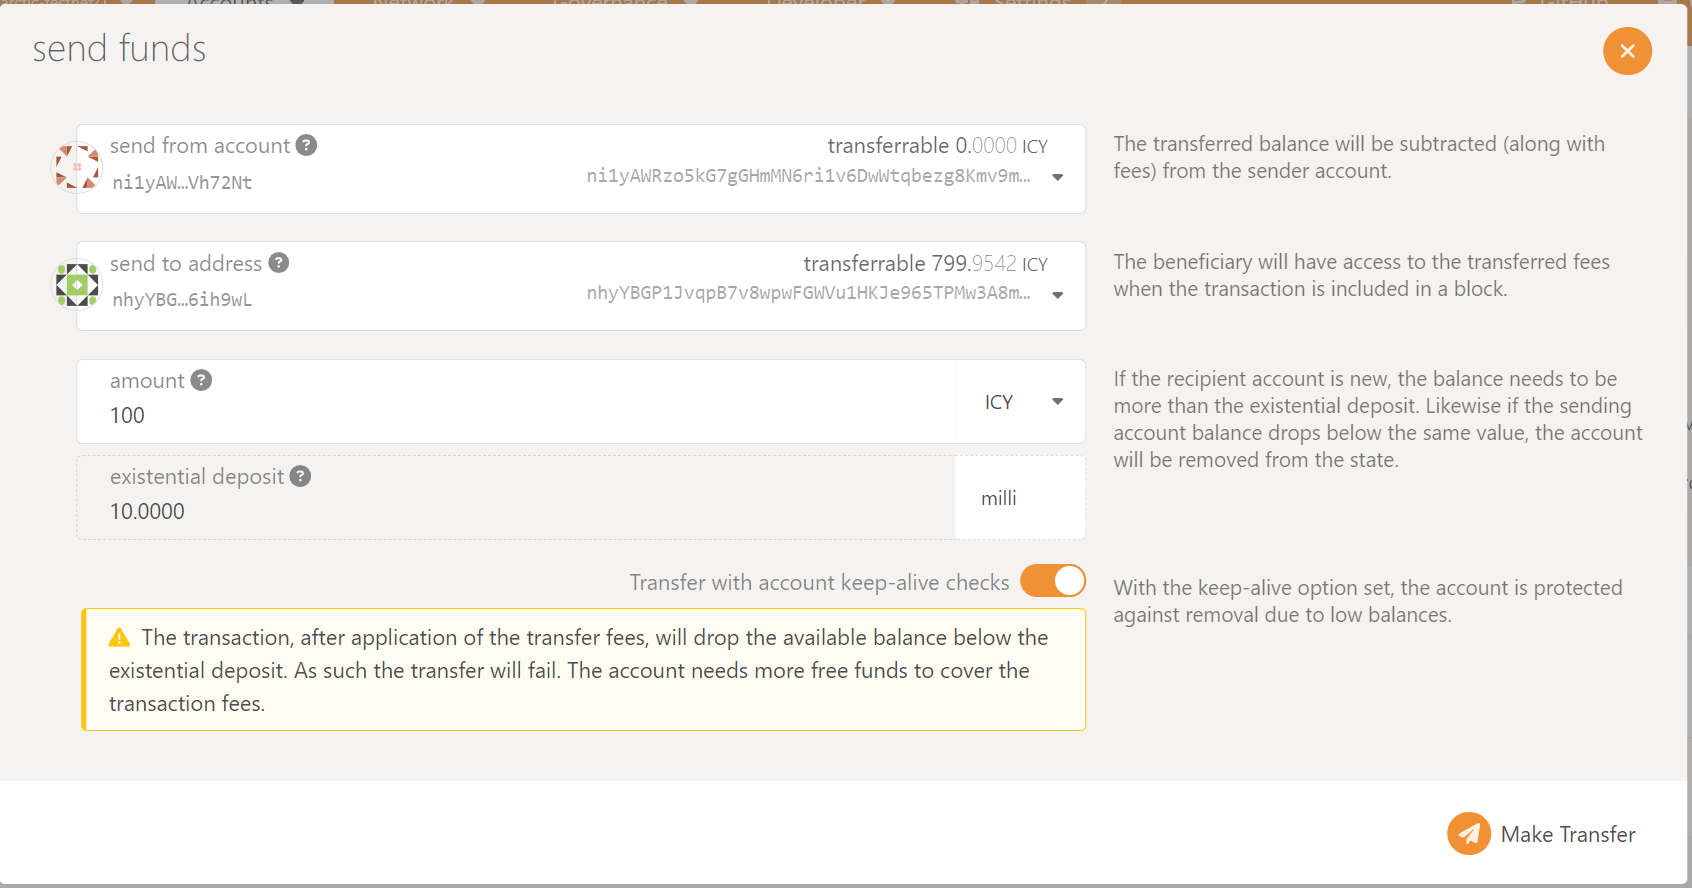 Accounts
Network
Governance
Developer
Settings
GitHub
send funds
send from account ?
transferrable 0.0000 ICY
ni1yAW…Vh72Nt
ni1yAWRzo5kG7gGHmMN6ri1v6DwWtqbezg8Kmv9m…
The transferred balance will be subtracted (along with
fees) from the sender account.
send to address ?
transferrable 799.9542 ICY
nhyYBG…6ih9wL
nhyYBGP1JvqpB7v8wpwFGWVu1HKJe965TPMw3A8m…
The beneficiary will have access to the transferred fees
when the transaction is included in a block.
amount ?
100
ICY
If the recipient account is new, the balance needs to be
more than the existential deposit. Likewise if the sending
account balance drops below the same value, the account
will be removed from the state.
existential deposit ?
10.0000
milli
Transfer with account keep-alive checks
With the keep-alive option set, the account is protected
against removal due to low balances.
The transaction, after application of the transfer fees, will drop the available balance below the
existential deposit. As such the transfer will fail. The account needs more free funds to cover the
transaction fees.
Make Transfer